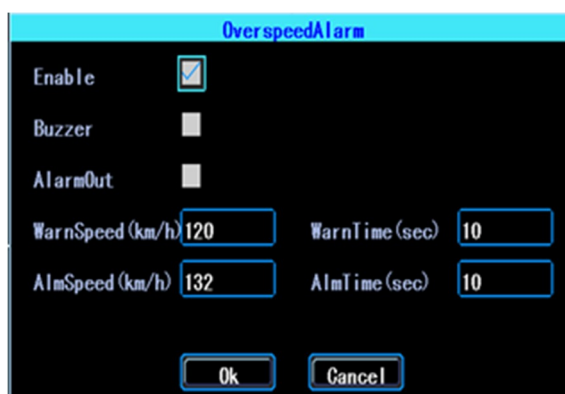 OverspeedAlarm
Enable
Buzzer
AlarmOut
WarnSpeed(km/h) 120 WarnTime(sec) 10
AlmSpeed(km/h) 132 AlmTime(sec) 10
Ok Cancel